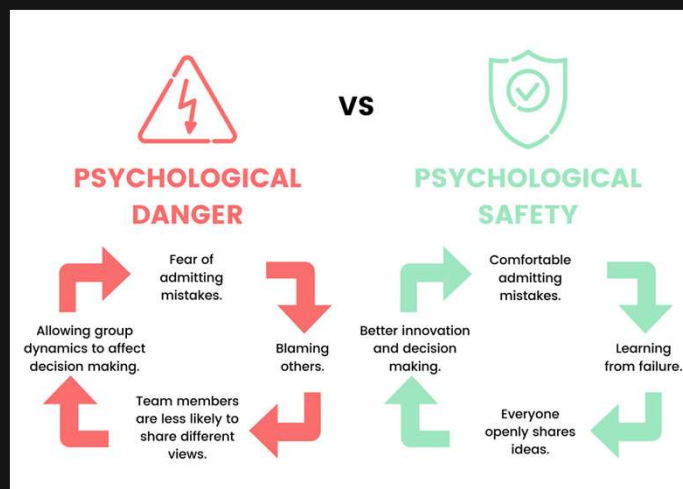 VS
PSYCHOLOGICAL
DANGER
Fear of
admitting
mistakes.
Blaming
others.
Team members
are less likely to
share different
views.
Allowing group
dynamics to affect
decision making.
PSYCHOLOGICAL
SAFETY
Comfortable
admitting
mistakes.
Learning
from failure.
Everyone
openly shares
ideas.
Better innovation
and decision
making.